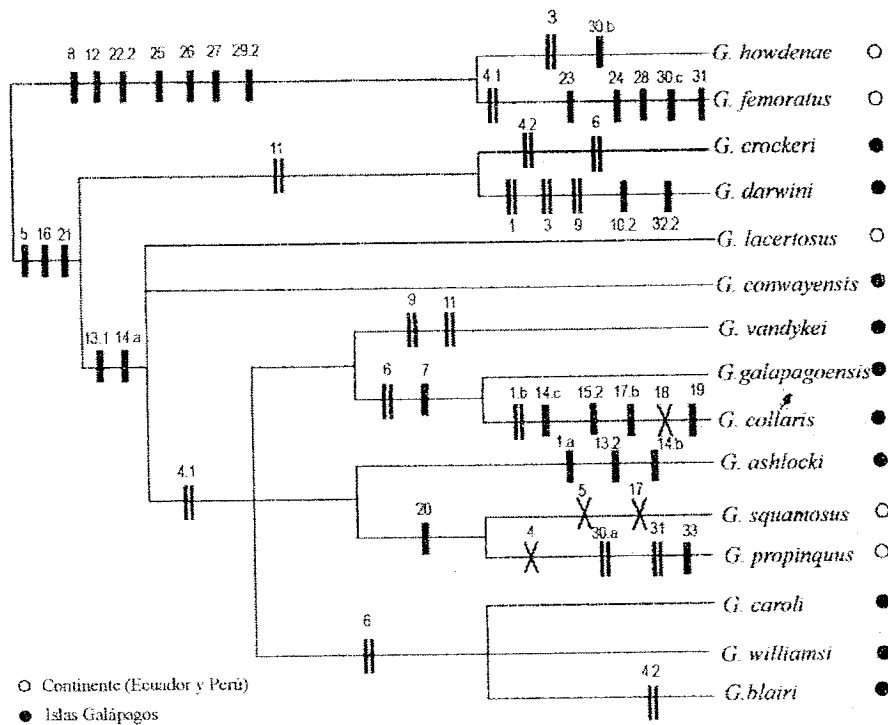 3 30.b
G. howdenae
8 12 22.2 25 26 27 29.2
4.1 23 24 28 30.c 31
G. femoratus
4.2 6
G. crockeri
11
G. darwini
1 3 9 10.2 32.2
5 16 21
G. lacertosus
G. conwayensis
9 11
G. vandykei
13.1 14.a
G.galapagoensis
6 7
1.b 14.c 15.2 17.b 18 19
G. collaris
1.a 13.2 14.b
G. ashlocki
4.1
5 17
G. squamosus
20
4 30.a 31 33
G. propinquus
G. caroli
6
G. williamsi
4.2
G.blairi
Continente (Ecuador y Perú)
Islas Galápagos